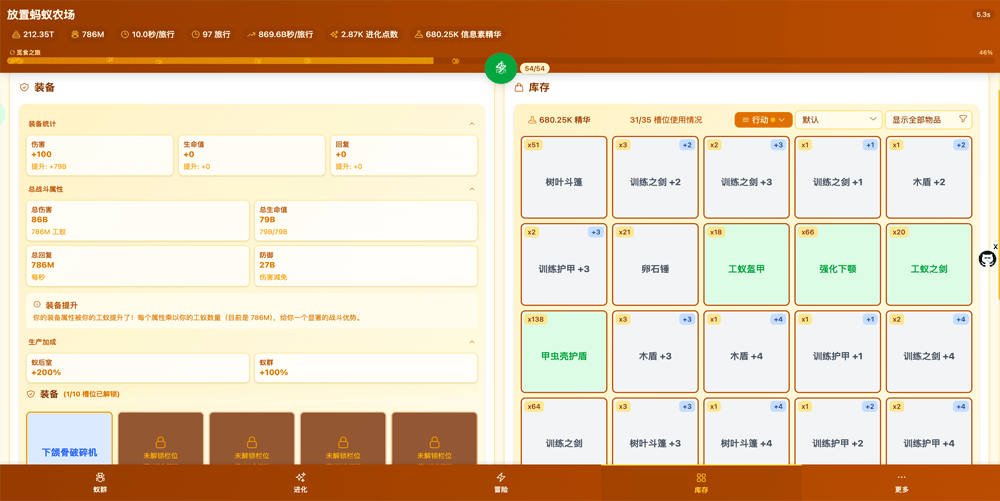 放置蚂蚁农场
5.3s
212.35T 786M 10.0秒/旅行 97 旅行 869.6B秒/旅行 2.87K 进化点数 680.25K 信息素精华
觅食之旅
46%
54/54
装备
装备统计
伤害
+100
提升: +79B
生命值
+0
提升: +0
回复
+0
提升: +0
总战斗属性
总伤害
86B
786M 工蚁
总生命值
79B
79B/79B
总回复
786M
每秒
防御
27B
伤害减免
装备提升
你的装备属性被你的工蚁提升了！每个属性乘以你的工蚁数量（目前是 786M），给你一个显著的战斗优势。
生产加成
蚁后室
+200%
蚁群
+100%
装备 (1/10 槽位已解锁)
下颌骨破碎机
未解锁栏位
未解锁栏位
未解锁栏位
未解锁栏位
库存
680.25K 精华
31/35 槽位使用情况
行动
默认
显示全部物品
x51
树叶斗篷
x3 +2
训练之剑 +2
x2 +3
训练之剑 +3
x1 +1
训练之剑 +1
x1 +2
木盾 +2
x2 +3
训练护甲 +3
x21
卵石锤
x18
工蚁盔甲
x66
强化下颚
x20
工蚁之剑
x138
甲虫壳护盾
x3 +3
木盾 +3
x1 +4
木盾 +4
x1 +1
训练护甲 +1
x2 +4
训练之剑 +4
x64
训练之剑
x3 +3
树叶斗篷 +3
x1 +4
树叶斗篷 +4
x1 +2
训练护甲 +2
x2 +4
训练护甲 +4
X
蚁群
进化
冒险
库存
更多